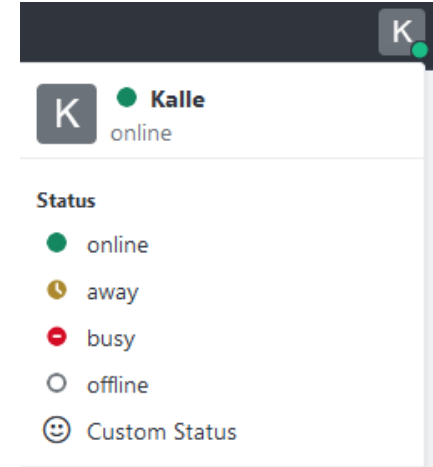 K
K
Kalle
online
Status
online
away
busy
offline
Custom Status